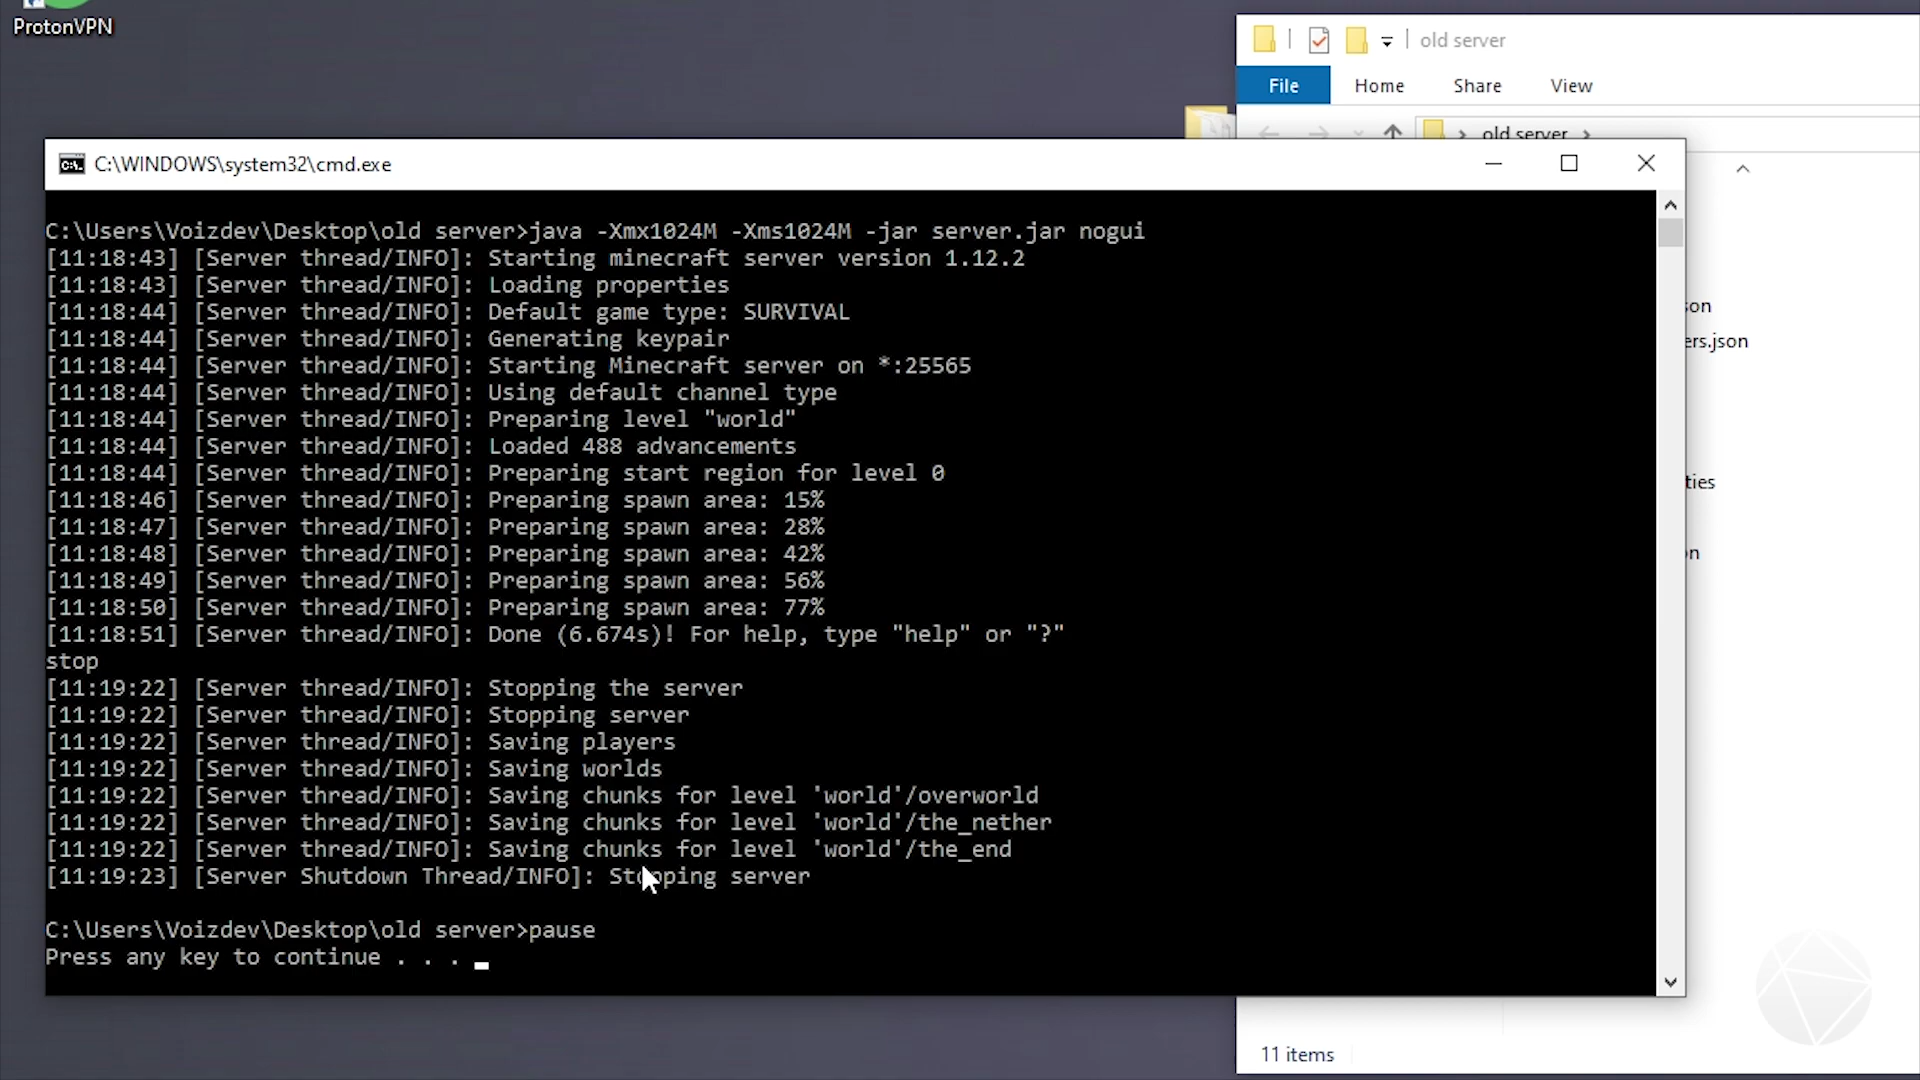 ProtonVPN
old server
File Home Share View
old server
C:\WINDOWS\system32\cmd.exe
C:\Users\Voizdev\Desktop\old server>java -Xmx1024M -Xms1024M -jar server.jar nogui
[11:18:43] [Server thread/INFO]: Starting minecraft server version 1.12.2
[11:18:43] [Server thread/INFO]: Loading properties
[11:18:44] [Server thread/INFO]: Default game type: SURVIVAL
[11:18:44] [Server thread/INFO]: Generating keypair
[11:18:44] [Server thread/INFO]: Starting Minecraft server on *:25565
[11:18:44] [Server thread/INFO]: Using default channel type
[11:18:44] [Server thread/INFO]: Preparing level "world"
[11:18:44] [Server thread/INFO]: Loaded 488 advancements
[11:18:44] [Server thread/INFO]: Preparing start region for level 0
[11:18:46] [Server thread/INFO]: Preparing spawn area: 15%
[11:18:47] [Server thread/INFO]: Preparing spawn area: 28%
[11:18:48] [Server thread/INFO]: Preparing spawn area: 42%
[11:18:49] [Server thread/INFO]: Preparing spawn area: 56%
[11:18:50] [Server thread/INFO]: Preparing spawn area: 77%
[11:18:51] [Server thread/INFO]: Done (6.674s)! For help, type "help" or "?"
stop
[11:19:22] [Server thread/INFO]: Stopping the server
[11:19:22] [Server thread/INFO]: Stopping server
[11:19:22] [Server thread/INFO]: Saving players
[11:19:22] [Server thread/INFO]: Saving worlds
[11:19:22] [Server thread/INFO]: Saving chunks for level 'world'/overworld
[11:19:22] [Server thread/INFO]: Saving chunks for level 'world'/the_nether
[11:19:22] [Server thread/INFO]: Saving chunks for level 'world'/the_end
[11:19:23] [Server Shutdown Thread/INFO]: Stopping server
C:\Users\Voizdev\Desktop\old server>pause
Press any key to continue . . .
son
ers.json
ties
on
11 items